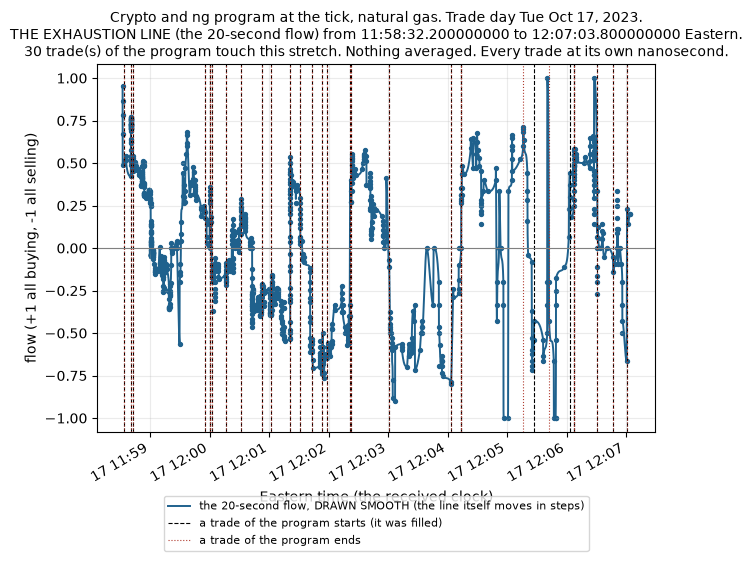 Crypto and ng program at the tick, natural gas. Trade day Tue Oct 17, 2023.
THE EXHAUSTION LINE (the 20-second flow) from 11:58:32.200000000 to 12:07:03.800000000 Eastern.
30 trade(s) of the program touch this stretch. Nothing averaged. Every trade at its own nanosecond.
flow (+1 all buying, -1 all selling)
1.00
0.75
0.50
0.25
0.00
−0.25
−0.50
−0.75
−1.00
17 11:59
17 12:00
17 12:01
17 12:02
17 12:03
17 12:04
17 12:05
17 12:06
17 12:07
Eastern time (the received clock)
the 20-second flow, DRAWN SMOOTH (the line itself moves in steps)
a trade of the program starts (it was filled)
a trade of the program ends